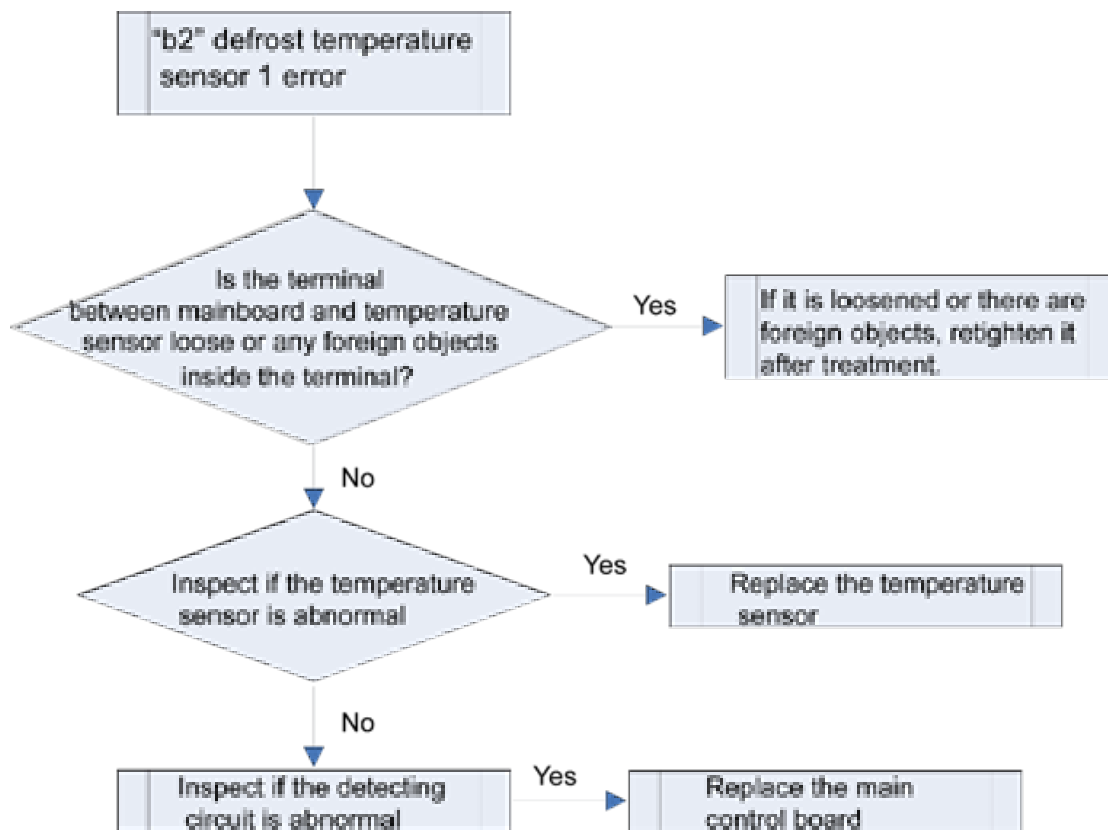 "b2" defrost temperature
sensor 1 error
Is the terminal
between mainboard and temperature
sensor loose or any foreign objects
inside the terminal?
Yes
If it is loosened or there are
foreign objects, retighten it
after treatment.
No
Inspect if the temperature
sensor is abnormal
Yes
Replace the temperature
sensor
No
Inspect if the detecting
circuit is abnormal
Yes
Replace the main
control board